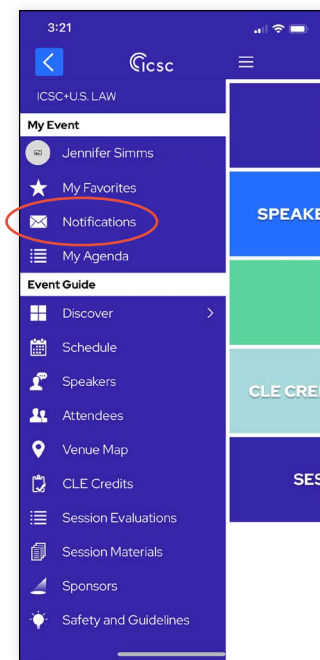 3:21
icsc
ICSC+U.S. LAW
My Event
Jennifer Simms
My Favorites
Notifications
My Agenda
Event Guide
Discover
Schedule
Speakers
Attendees
Venue Map
CLE Credits
Session Evaluations
Session Materials
Sponsors
Safety and Guidelines
SPEAKE
CLE CRE
SES